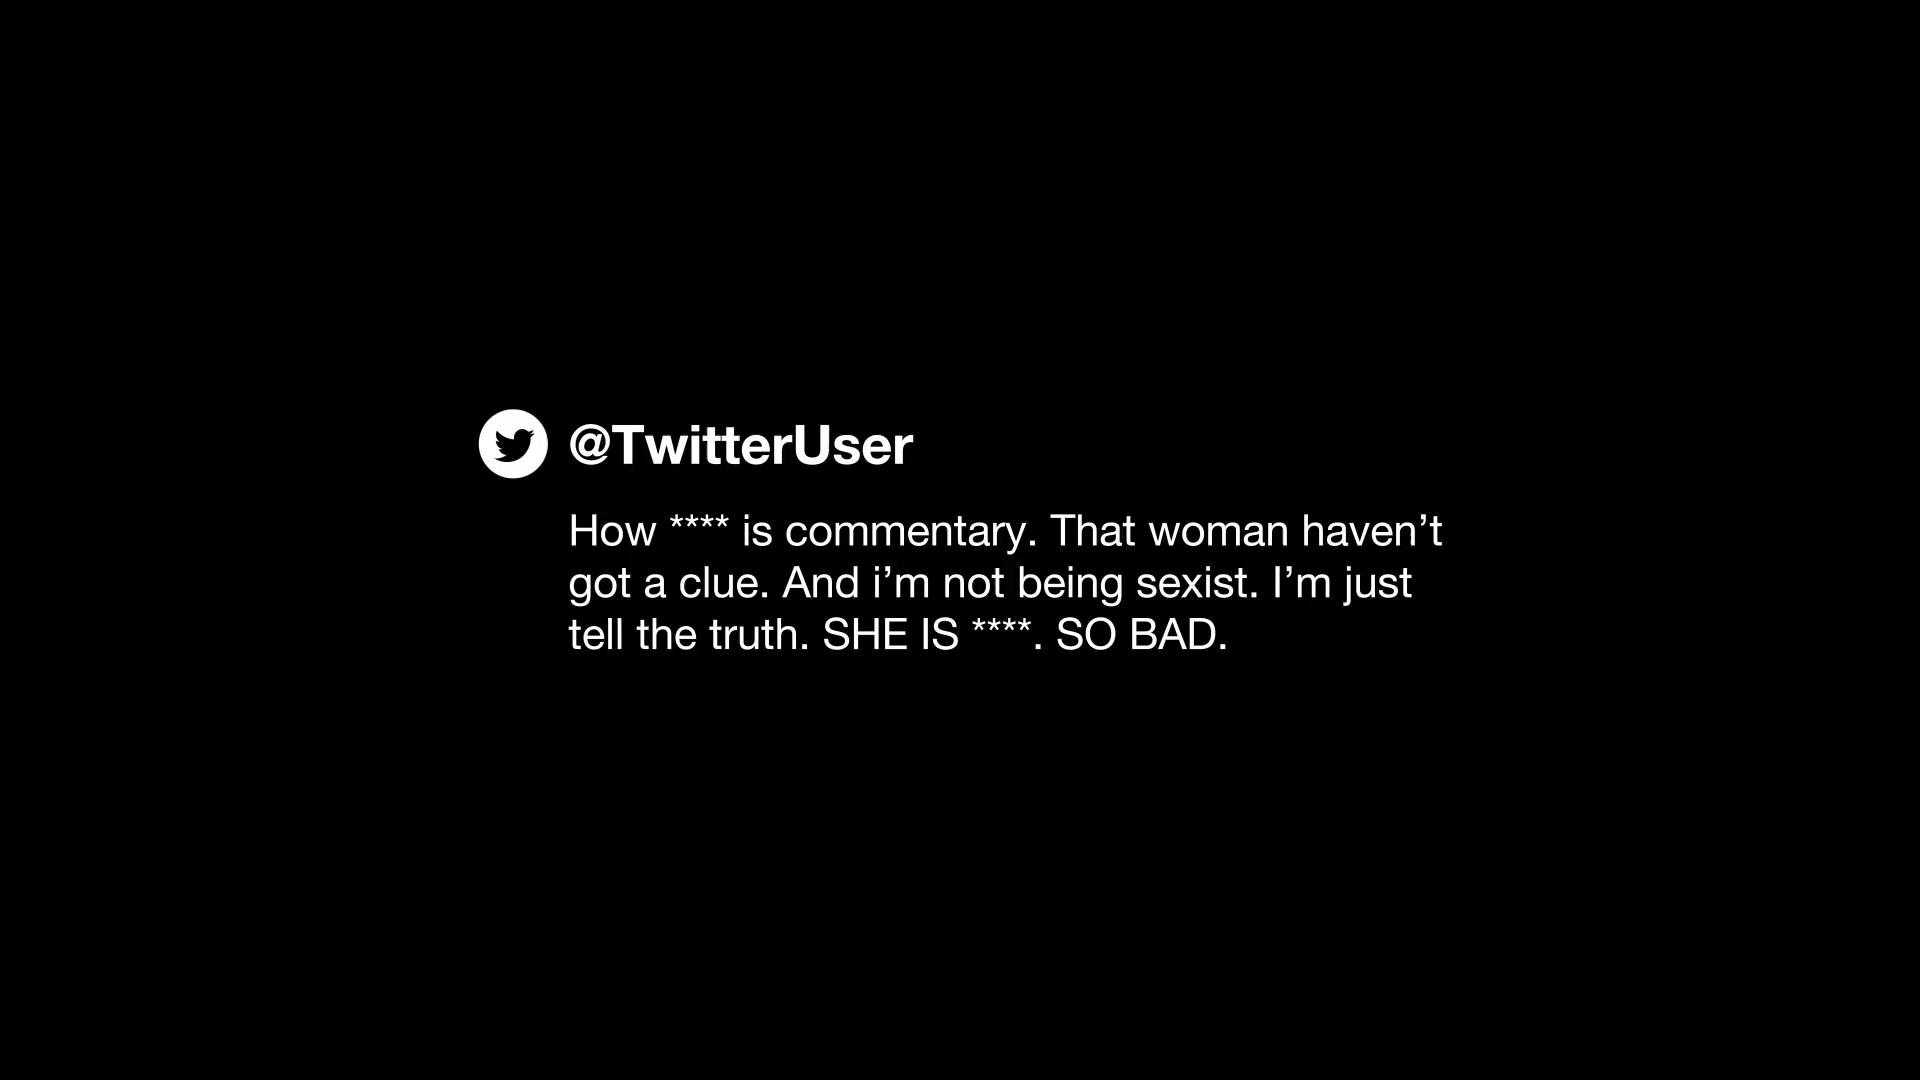 @TwitterUser
How **** is commentary. That woman haven’t
got a clue. And i’m not being sexist. I’m just
tell the truth. SHE IS ****. SO BAD.